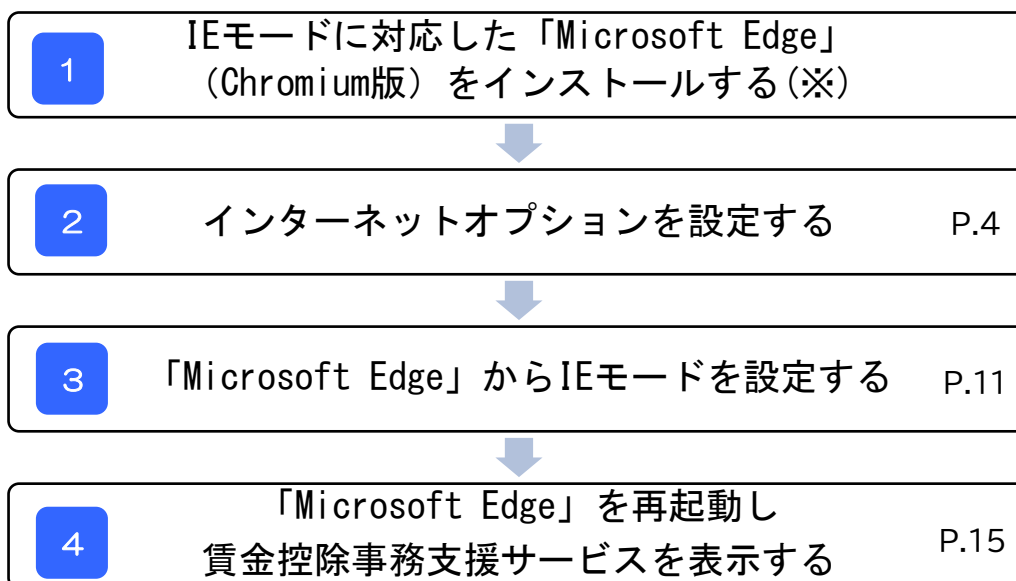 1
IEモードに対応した「Microsoft Edge」
(Chromium版)をインストールする(※)
2
インターネットオプションを設定する
P.4
3
「Microsoft Edge」からIEモードを設定する
P.11
4
「Microsoft Edge」を再起動し
賃金控除事務支援サービスを表示する
P.15